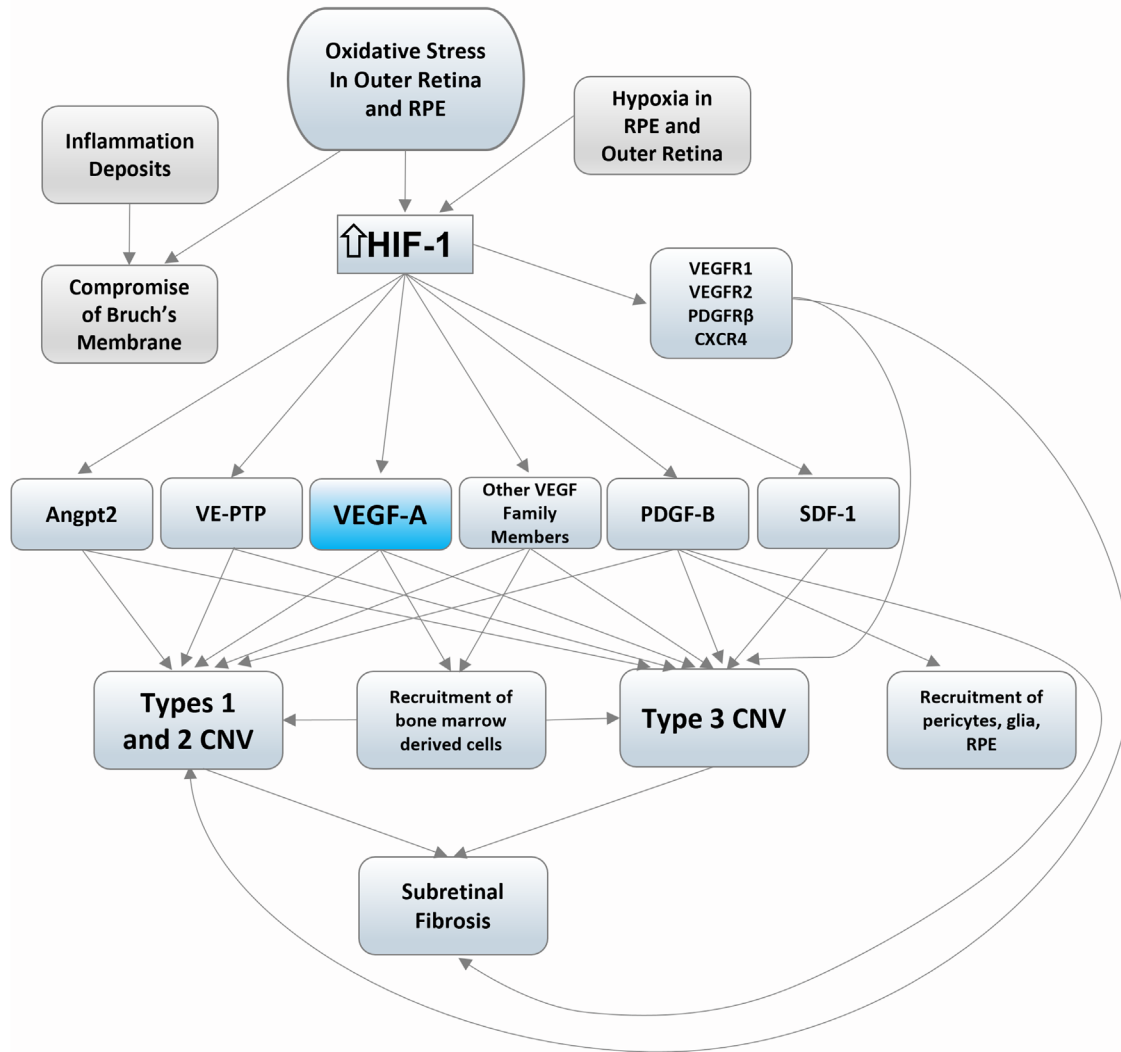 Oxidative Stress
In Outer Retina
and RPE
Hypoxia in
RPE and
Outer Retina
Inflammation
Deposits
⇧HIF-1
Compromise
of Bruch's
Membrane
VEGFR1
VEGFR2
PDGFRβ
CXCR4
Angpt2
VE-PTP
VEGF-A
Other VEGF
Family
Members
PDGF-B
SDF-1
Types 1
and 2 CNV
Recruitment of
bone marrow
derived cells
Type 3 CNV
Recruitment of
pericytes, glia,
RPE
Subretinal
Fibrosis